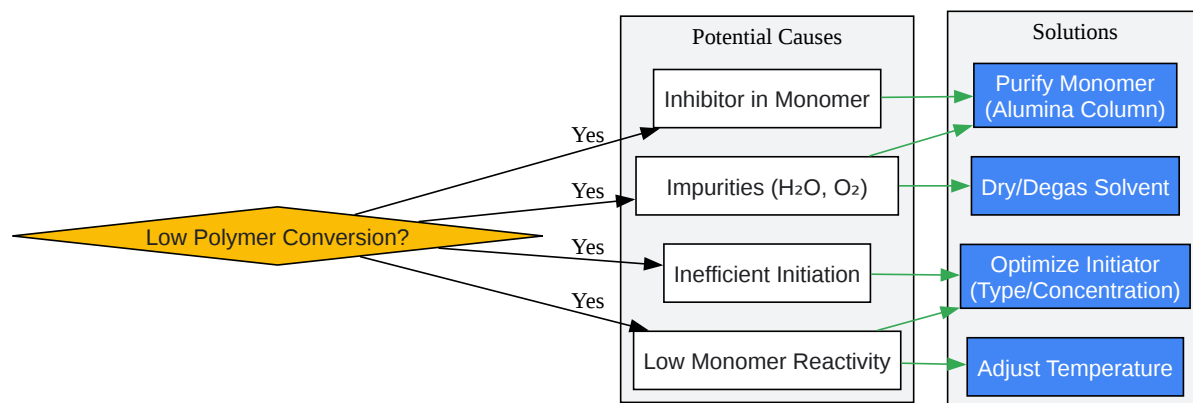 Potential Causes
Solutions
Inhibitor in Monomer
Purify Monomer
(Alumina Column)
Yes
Impurities (H₂O, O₂)
Dry/Degas Solvent
Yes
Low Polymer Conversion?
Yes
Inefficient Initiation
Optimize Initiator
(Type/Concentration)
Yes
Low Monomer Reactivity
Adjust Temperature